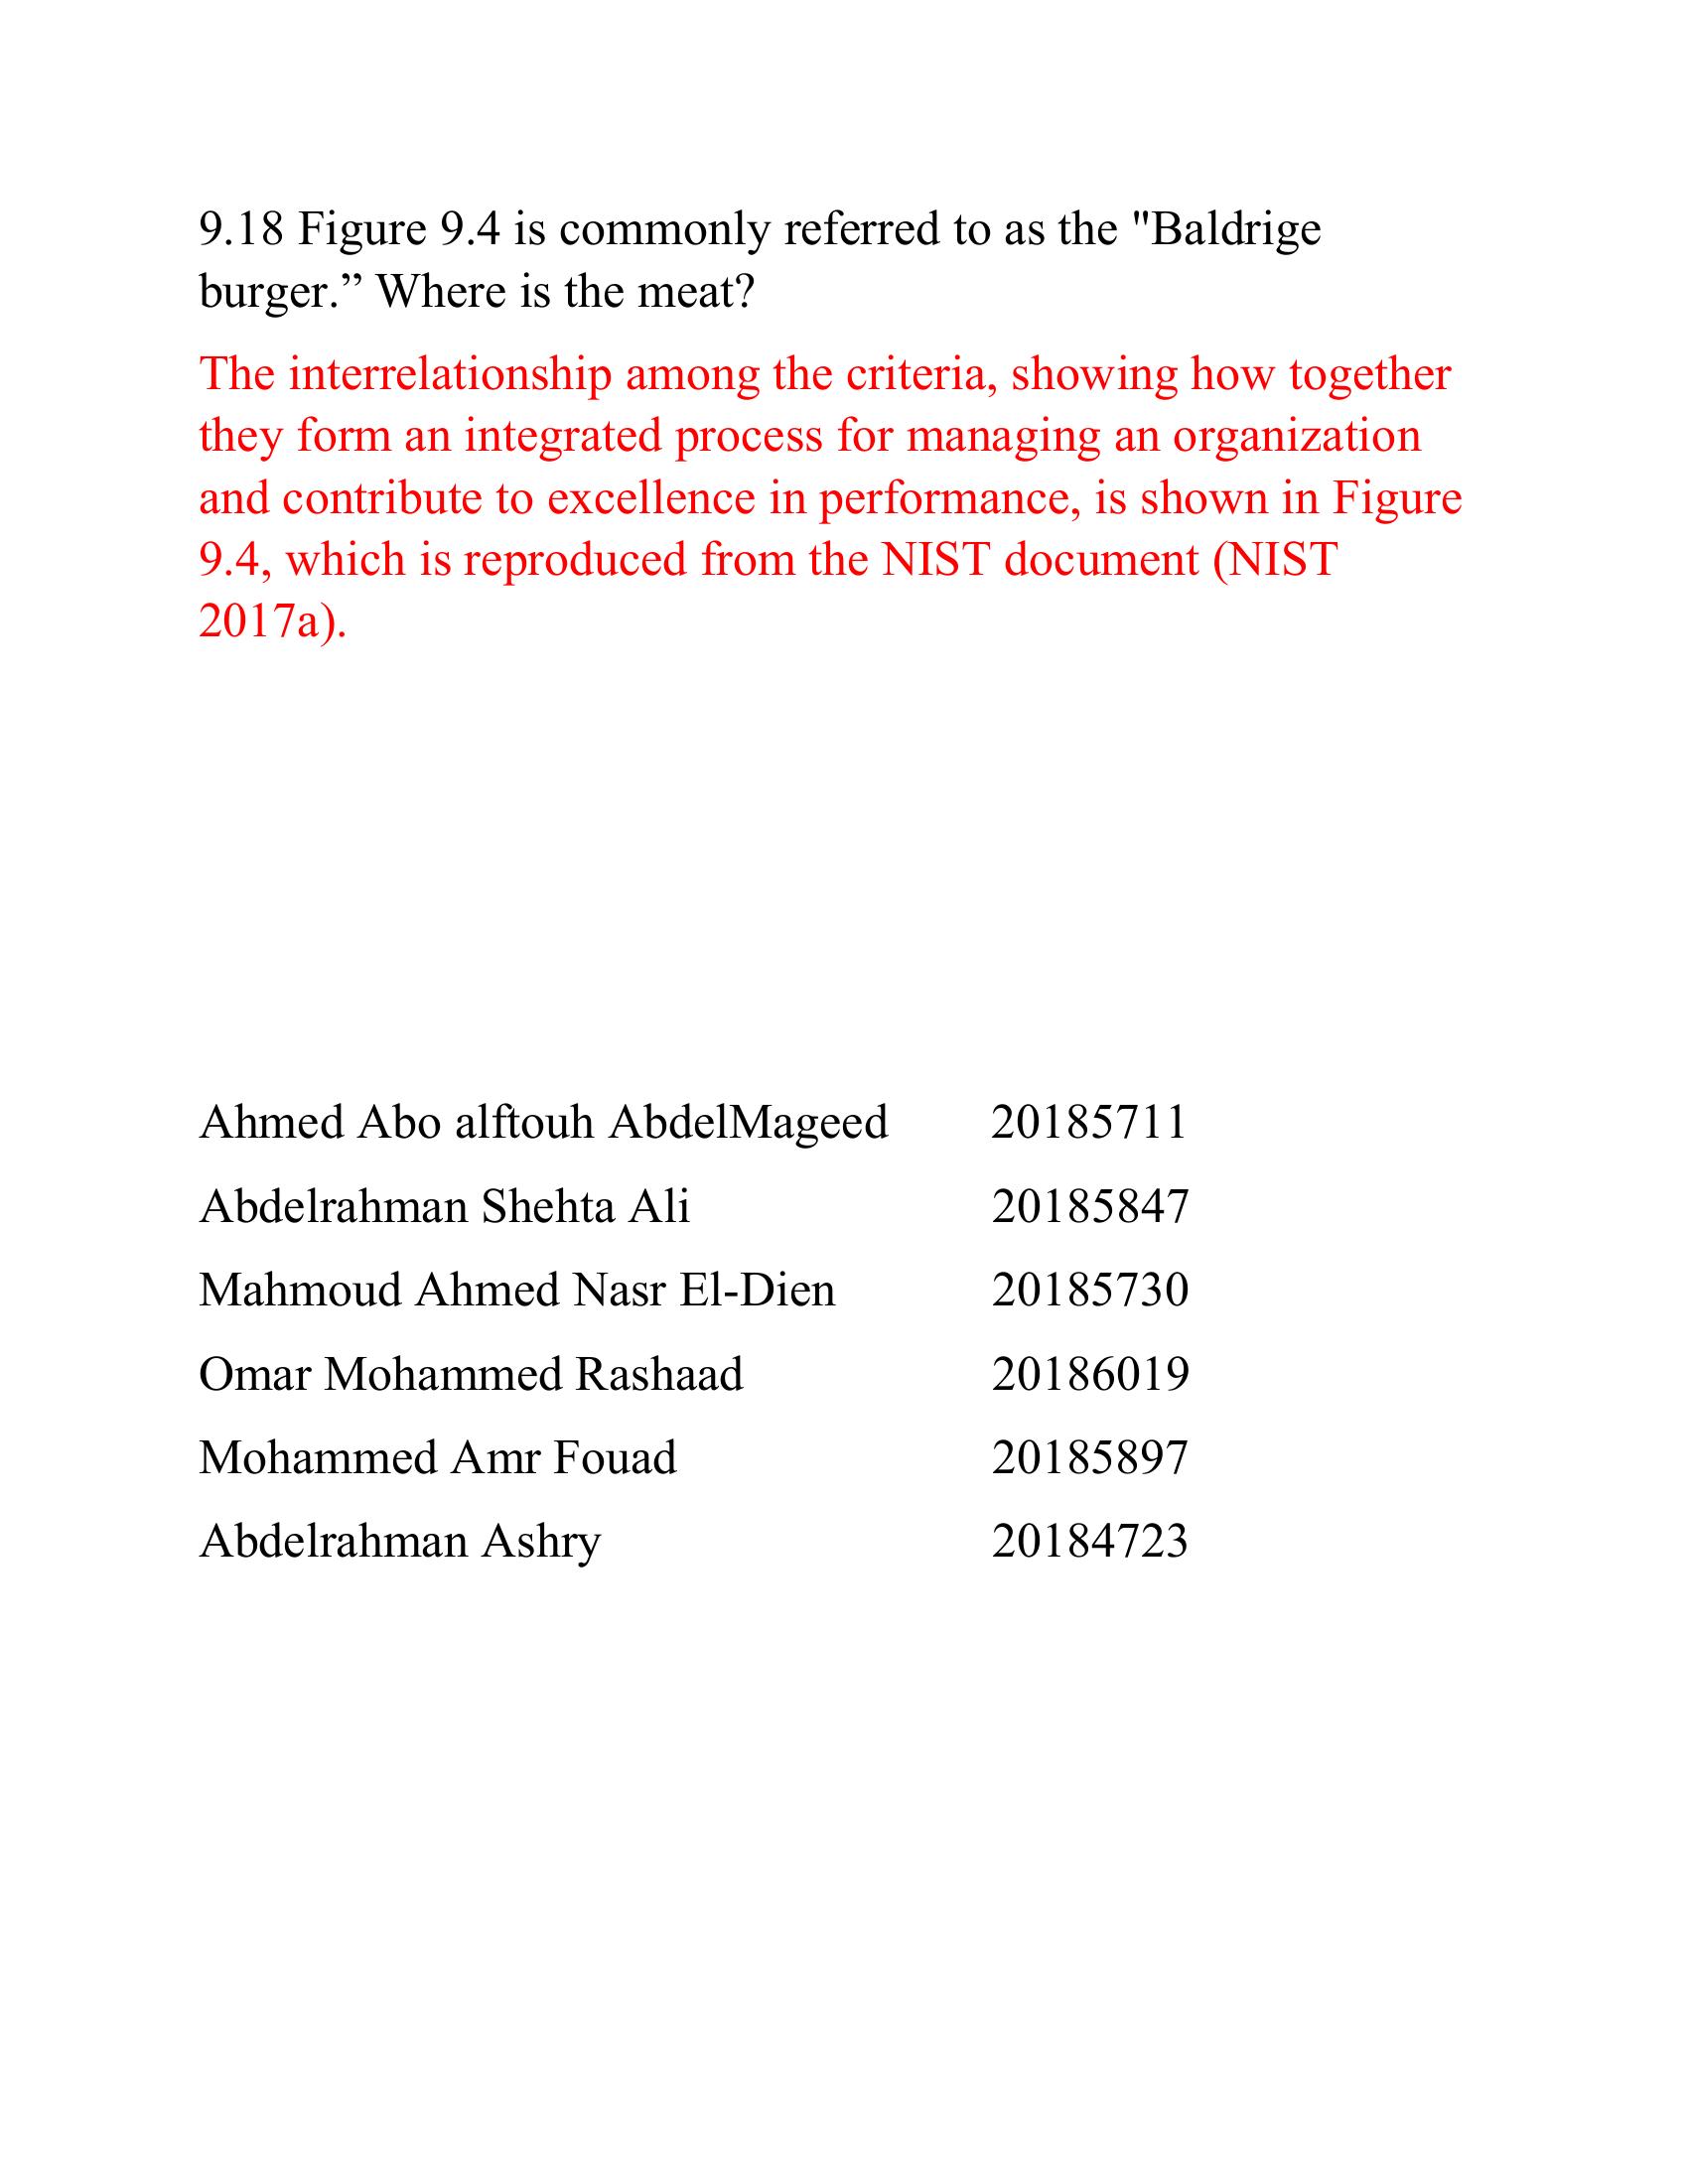 9.18 Figure 9.4 is commonly referred to as the "Baldrige
burger.” Where is the meat?
The interrelationship among the criteria, showing how together
they form an integrated process for managing an organization
and contribute to excellence in performance, is shown in Figure
9.4, which is reproduced from the NIST document (NIST
2017a).
Ahmed Abo alftouh AbdelMageed 20185711
Abdelrahman Shehta Ali 20185847
Mahmoud Ahmed Nasr El-Dien 20185730
Omar Mohammed Rashaad 20186019
Mohammed Amr Fouad 20185897
Abdelrahman Ashry 20184723